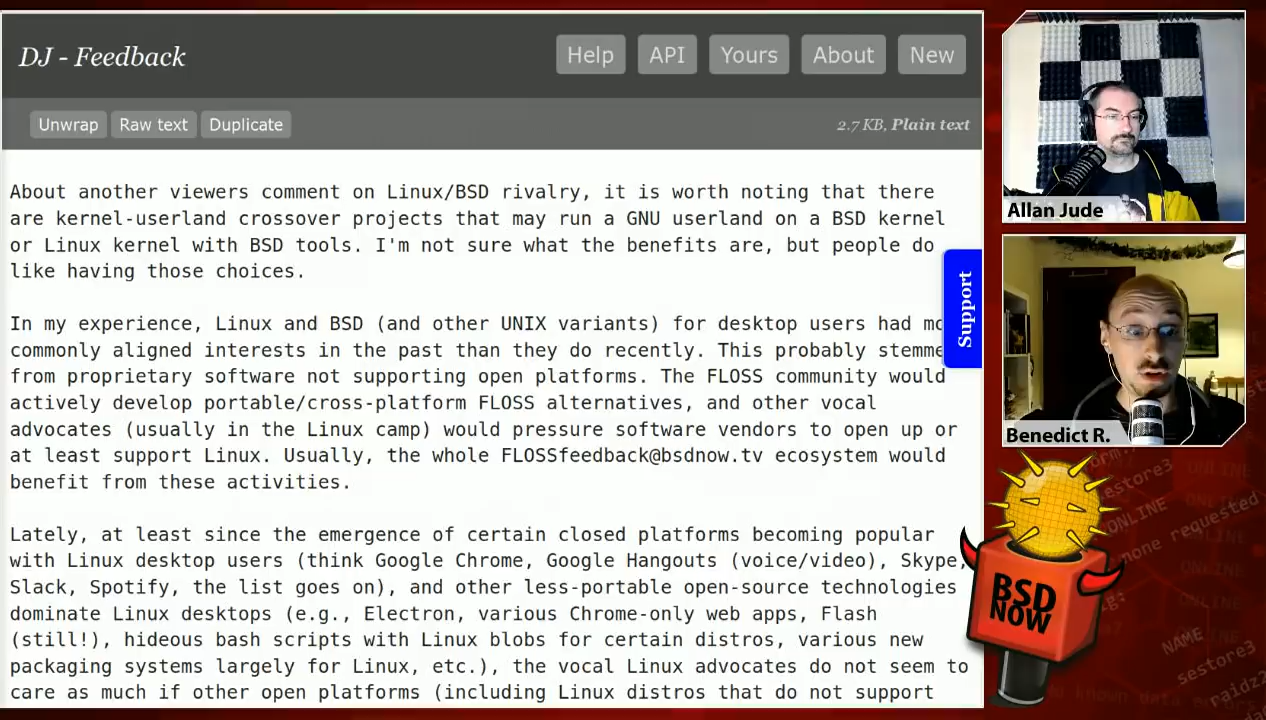 DJ - Feedback
Help
API
Yours
About
New
Unwrap
Raw text
Duplicate
2.7 KB, Plain text
About another viewers comment on Linux/BSD rivalry, it is worth noting that there
are kernel-userland crossover projects that may run a GNU userland on a BSD kernel
or Linux kernel with BSD tools. I'm not sure what the benefits are, but people do
like having those choices.
In my experience, Linux and BSD (and other UNIX variants) for desktop users had
commonly aligned interests in the past than they do recently. This probably stemme
from proprietary software not supporting open platforms. The FLOSS community would
actively develop portable/cross-platform FLOSS alternatives, and other vocal
advocates (usually in the Linux camp) would pressure software vendors to open up or
at least support Linux. Usually, the whole FLOSSfeedback@bsdnow.tv ecosystem would
benefit from these activities.
Lately, at least since the emergence of certain closed platforms becoming popular
with Linux desktop users (think Google Chrome, Google Hangouts (voice/video), Skype,
Slack, Spotify, the list goes on), and other less-portable open-source technologies
dominate Linux desktops (e.g., Electron, various Chrome-only web apps, Flash
(still!), hideous bash scripts with Linux blobs for certain distros, various new
packaging systems largely for Linux, etc.), the vocal Linux advocates do not seem to
care as much if other open platforms (including Linux distros that do not support
Support
Allan Jude
Benedict R.
BSD
NOW